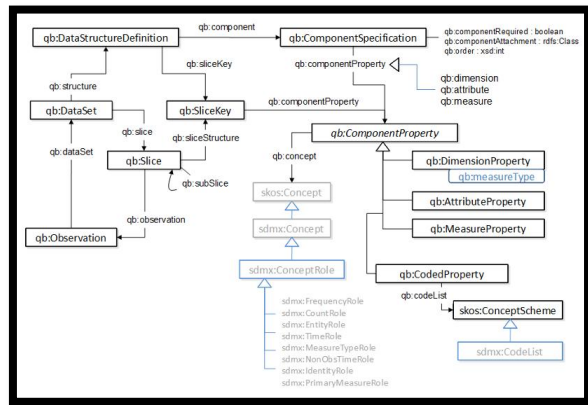 qb:component
qb:DataStructureDefinition
qb:ComponentSpecification
qb:componentRequired : boolean
qb:componentAttachment : rdfs:Class
qb:order : xsd:int
qb:sliceKey
qb:componentProperty
qb:dimension
qb:attribute
qb:measure
qb:structure
qb:DataSet
qb:SliceKey
qb:componentProperty
qb:slice
qb:sliceStructure
qb:ComponentProperty
qb:dataSet
qb:Slice
qb:concept
qb:subSlice
qb:DimensionProperty
qb:measureType
skos:Concept
qb:AttributeProperty
qb:observation
sdmx:Concept
qb:MeasureProperty
qb:Observation
sdmx:ConceptRole
qb:CodedProperty
qb:codeList
sdmx:FrequencyRole
sdmx:CountRole
sdmx:EntityRole
sdmx:TimeRole
sdmx:MeasureTypeRole
sdmx:NonObsTimeRole
sdmx:IdentityRole
sdmx:PrimaryMeasureRole
skos:ConceptScheme
sdmx:CodeList